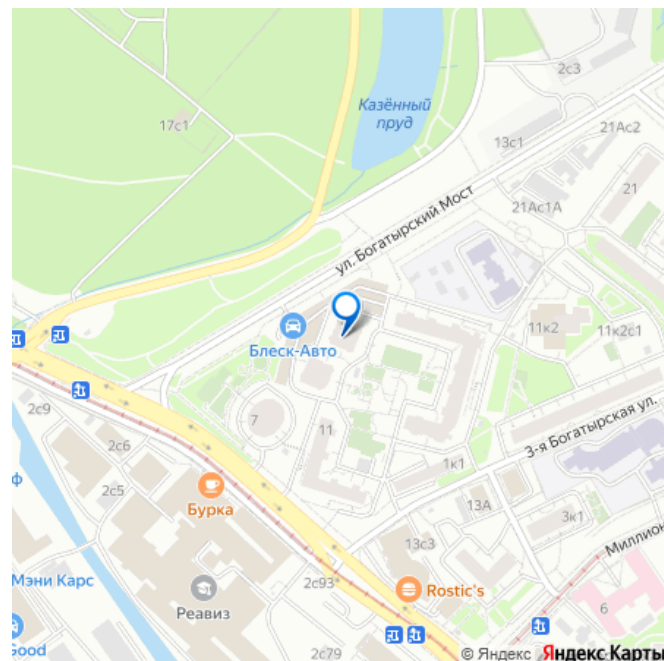 2с3
Казённый
пруд
17с1
13с1
21Ас2
21
21Ас1А
ул. Богатырский Мост
11к2
11к2с1
Блеск-Авто
3-я Богатырская ул.
7
11
2с9
2с6
2с5
1к1
13А
3к1
Бурка
13с3
Миллион
ф
Мэни Карс
2с93
Rostic's
Реавиз
6
Good
2с79
© Яндекс Яндекс Карты